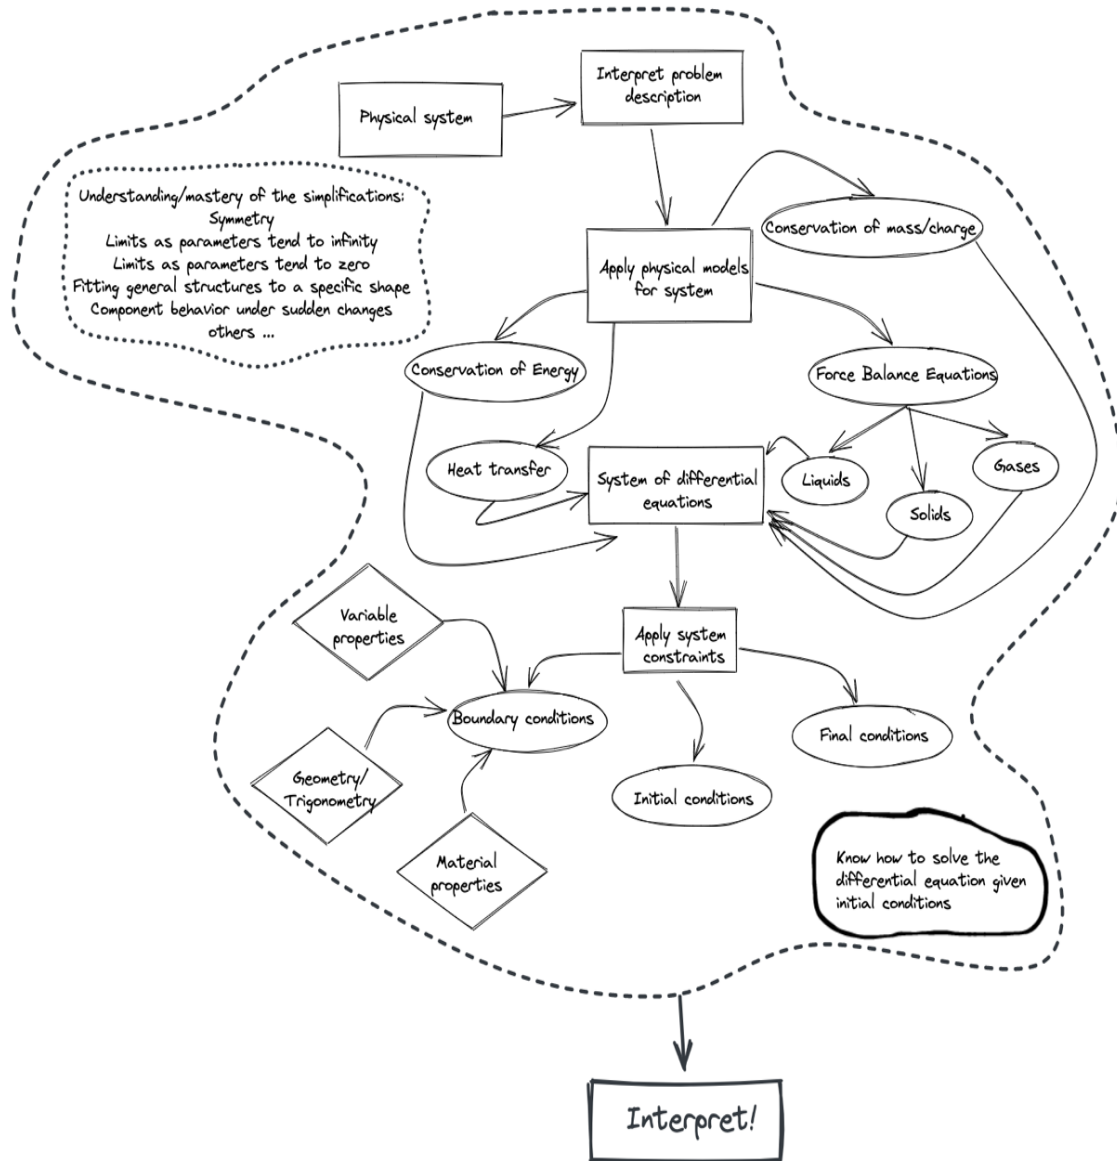 Physical system
Interpret problem
description
Understanding/mastery of the simplifications:
Symmetry
Limits as parameters tend to infinity
Limits as parameters tend to zero
Fitting general structures to a specific shape
Component behavior under sudden changes
others ...
Conservation of mass/charge
Apply physical models
for system
Conservation of Energy
Force Balance Equations
Heat transfer
System of differential
equations
Liquids
Gases
Solids
Variable
properties
Apply system
constraints
Boundary conditions
Final conditions
Geometry/
Trigonometry
Initial conditions
Material
properties
Know how to solve the
differential equation given
initial conditions
Interpret!